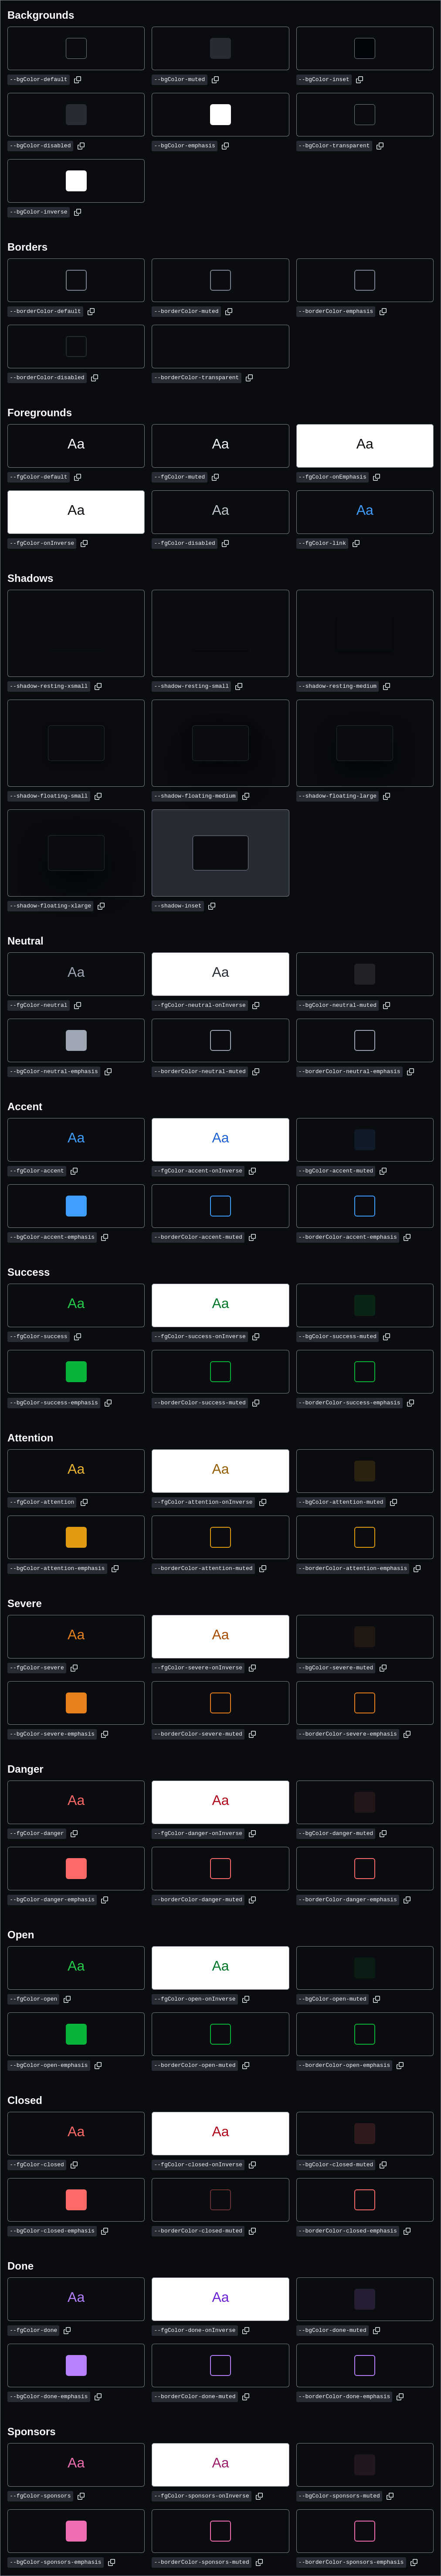 Backgrounds
--bgColor-default --bgColor-muted --bgColor-inset
--bgColor-disabled --bgColor-emphasis --bgColor-transparent
--bgColor-inverse
Borders
--borderColor-default --borderColor-muted --borderColor-emphasis
--borderColor-disabled --borderColor-transparent
Foregrounds
Aa Aa Aa
--fgColor-default --fgColor-muted --fgColor-onEmphasis
Aa Aa Aa
--fgColor-onInverse --fgColor-disabled --fgColor-link
Shadows
--shadow-resting-xsmall --shadow-resting-small --shadow-resting-medium
--shadow-floating-small --shadow-floating-medium --shadow-floating-large
--shadow-floating-xlarge --shadow-inset
Neutral
Aa Aa
--fgColor-neutral --fgColor-neutral-onInverse --bgColor-neutral-muted
--bgColor-neutral-emphasis --borderColor-neutral-muted --borderColor-neutral-emphasis
Accent
Aa Aa
--fgColor-accent --fgColor-accent-onInverse --bgColor-accent-muted
--bgColor-accent-emphasis --borderColor-accent-muted --borderColor-accent-emphasis
Success
Aa Aa
--fgColor-success --fgColor-success-onInverse --bgColor-success-muted
--bgColor-success-emphasis --borderColor-success-muted --borderColor-success-emphasis
Attention
Aa Aa
--fgColor-attention --fgColor-attention-onInverse --bgColor-attention-muted
--bgColor-attention-emphasis --borderColor-attention-muted --borderColor-attention-emphasis
Severe
Aa Aa
--fgColor-severe --fgColor-severe-onInverse --bgColor-severe-muted
--bgColor-severe-emphasis --borderColor-severe-muted --borderColor-severe-emphasis
Danger
Aa Aa
--fgColor-danger --fgColor-danger-onInverse --bgColor-danger-muted
--bgColor-danger-emphasis --borderColor-danger-muted --borderColor-danger-emphasis
Open
Aa Aa
--fgColor-open --fgColor-open-onInverse --bgColor-open-muted
--bgColor-open-emphasis --borderColor-open-muted --borderColor-open-emphasis
Closed
Aa Aa
--fgColor-closed --fgColor-closed-onInverse --bgColor-closed-muted
--bgColor-closed-emphasis --borderColor-closed-muted --borderColor-closed-emphasis
Done
Aa Aa
--fgColor-done --fgColor-done-onInverse --bgColor-done-muted
--bgColor-done-emphasis --borderColor-done-muted --borderColor-done-emphasis
Sponsors
Aa Aa
--fgColor-sponsors --fgColor-sponsors-onInverse --bgColor-sponsors-muted
--bgColor-sponsors-emphasis --borderColor-sponsors-muted --borderColor-sponsors-emphasis